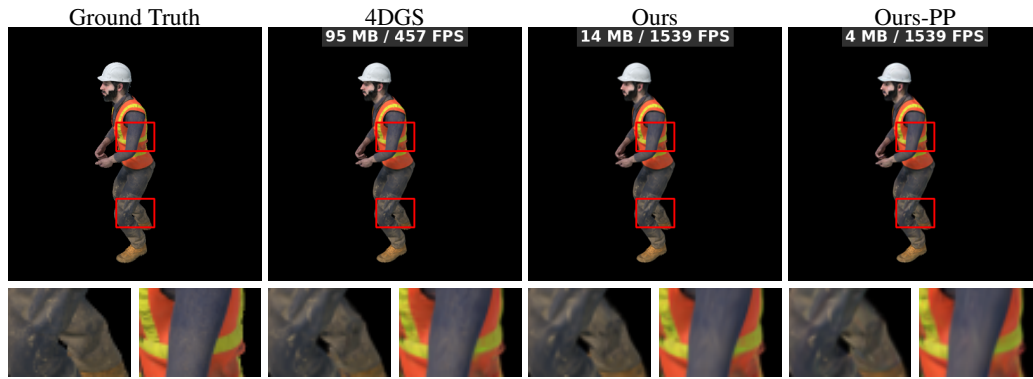 Ground Truth
4DGS
Ours
Ours-PP
95 MB / 457 FPS
14 MB / 1539 FPS
4 MB / 1539 FPS